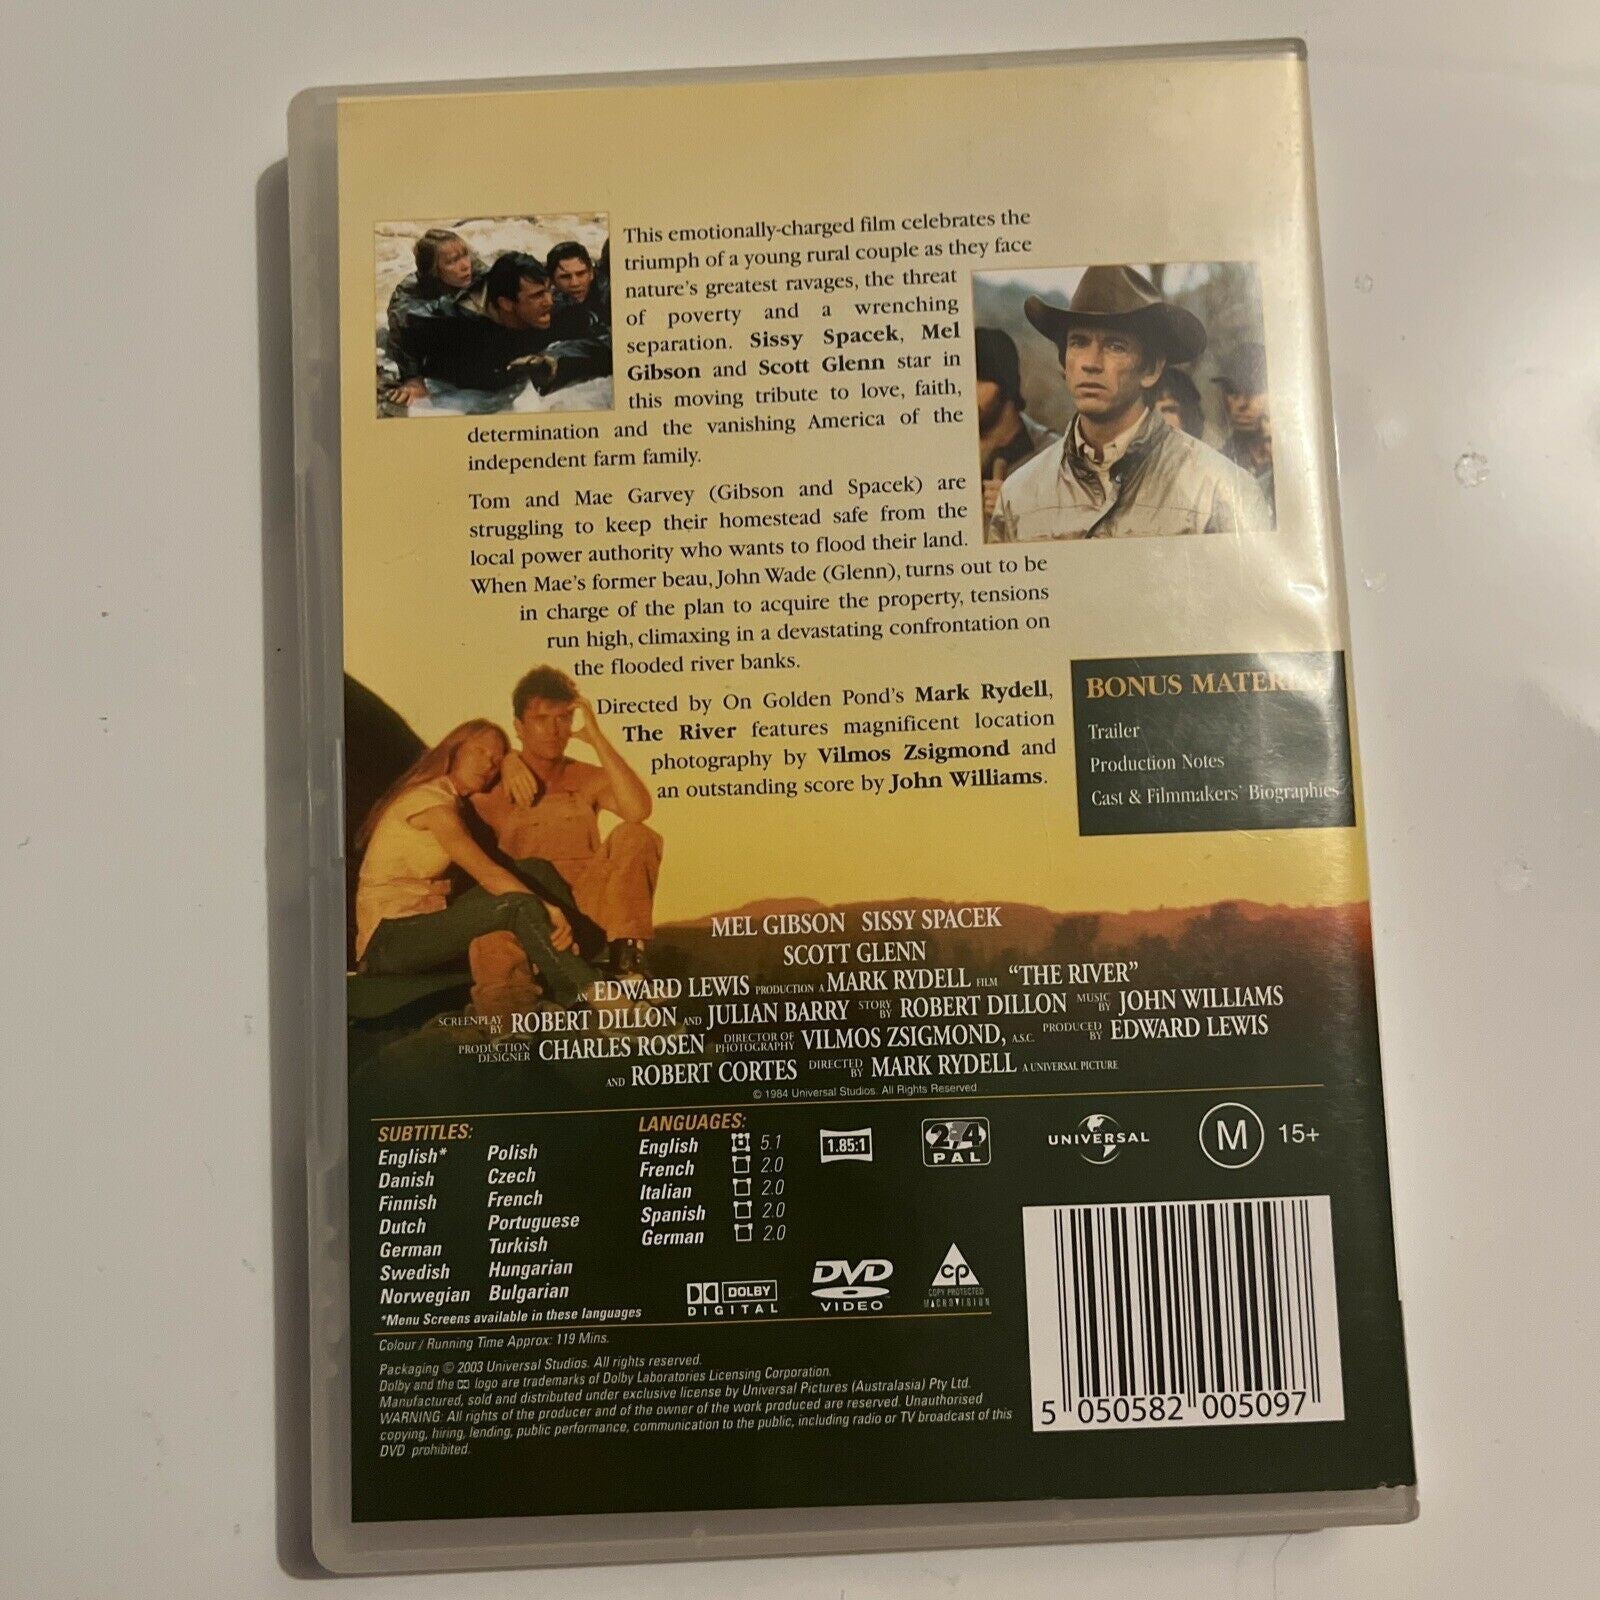 This emotionally-charged film celebrates the
triumph of a young rural couple as they face
nature's greatest ravages, the threat
of poverty and a wrenching
separation. Sissy Spacek, Mel
Gibson and Scott Glenn star in
this moving tribute to love, faith,
determination and the vanishing America of the
independent farm family.
Tom and Mae Garvey (Gibson and Spacek) are
struggling to keep their homestead safe from the
local power authority who wants to flood their land.
When Mae's former beau, John Wade (Glenn), turns out to be
in charge of the plan to acquire the property, tensions
run high, climaxing in a devastating confrontation on
the flooded river banks.
Directed by On Golden Pond's Mark Rydell,
The River features magnificent location
photography by Vilmos Zsigmond and
an outstanding score by John Williams.
BONUS MATERIAL
Trailer
Production Notes
Cast & Filmmakers' Biographies
MEL GIBSON SISSY SPACEK
SCOTT GLENN
AN EDWARD LEWIS PRODUCTION A MARK RYDELL FILM "THE RIVER"
SCREENPLAY BY ROBERT DILLON AND JULIAN BARRY STORY BY ROBERT DILLON MUSIC BY JOHN WILLIAMS
PRODUCTION DESIGNER CHARLES ROSEN DIRECTOR OF PHOTOGRAPHY VILMOS ZSIGMOND, A.S.C. PRODUCED BY EDWARD LEWIS
AND ROBERT CORTES DIRECTED BY MARK RYDELL A UNIVERSAL PICTURE
© 1984 Universal Studios. All Rights Reserved.
SUBTITLES:
English*
Danish
Finnish
Dutch
German
Swedish
Norwegian
Polish
Czech
French
Portuguese
Turkish
Hungarian
Bulgarian
*Menu Screens available in these languages
LANGUAGES:
English 5.1
French 2.0
Italian 2.0
Spanish 2.0
German 2.0
1.85:1
2,4
PAL
UNIVERSAL
M 15+
DOLBY
DIGITAL
DVD
VIDEO
cp
COPY PROTECTED
MACROVISION
Colour / Running Time Approx: 119 Mins.
Packaging © 2003 Universal Studios. All rights reserved.
Dolby and the logo are trademarks of Dolby Laboratories Licensing Corporation.
Manufactured, sold and distributed under exclusive license by Universal Pictures (Australasia) Pty Ltd.
WARNING: All rights of the producer and of the owner of the work produced are reserved. Unauthorised
copying, hiring, lending, public performance, communication to the public, including radio or TV broadcast of this
DVD prohibited.
5 050582 005097